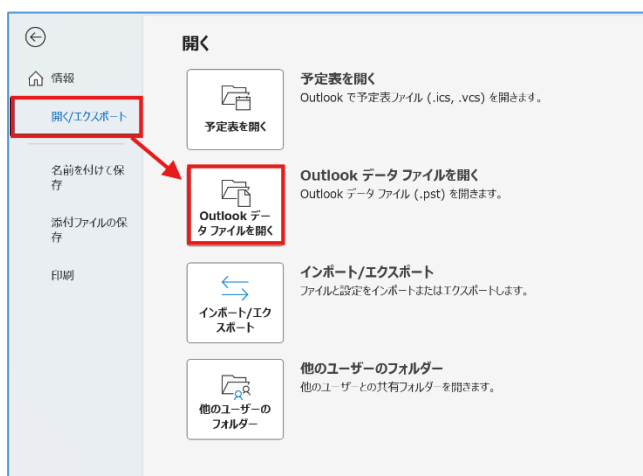 開く
情報
開く/エクスポート
名前を付けて保
存
添付ファイルの保
存
印刷
予定表を開く
予定表を開く
Outlook で予定表ファイル (.ics, .vcs) を開きます。
Outlook デー
タ ファイルを開く
Outlook データ ファイルを開く
Outlook データ ファイル (.pst) を開きます。
インポート/エク
スポート
インポート/エクスポート
ファイルと設定をインポートまたはエクスポートします。
他のユーザーの
フォルダー
他のユーザーのフォルダー
他のユーザーとの共有フォルダーを開きます。